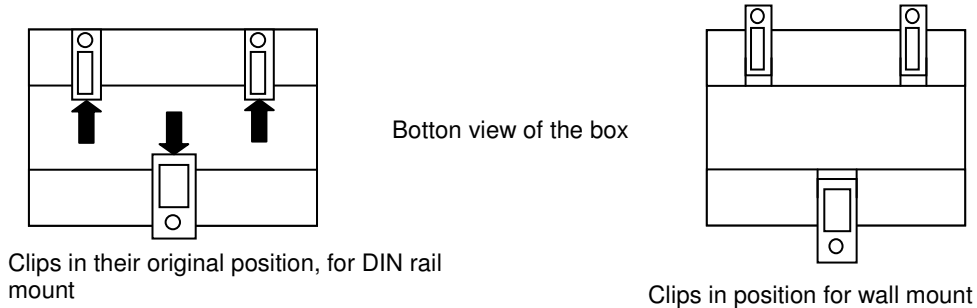 Botton view of the box
Clips in their original position, for DIN rail
mount
Clips in position for wall mount